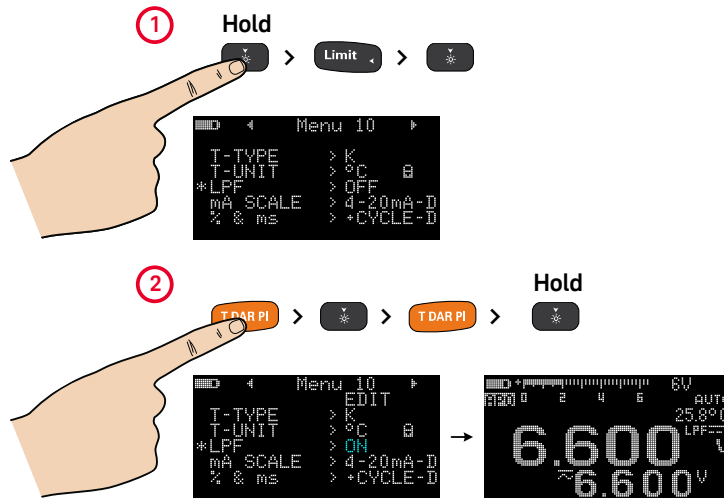 1
Hold
> Limit >
Menu 10
T-TYPE > K
T-UNIT > °C
*LPF > OFF
mA SCALE > 4-20mA-D
% & ms > +CYCLE-D
2
Hold
T DAR PI > > T DAR PI >
Menu 10
EDIT
T-TYPE > K
T-UNIT > °C
*LPF > ON
mA SCALE > 4-20mA-D
% & ms > +CYCLE-D
+ 6V
0 2 4 6 AUTO
25.8°C
LPF
6.600 V
6.600 V